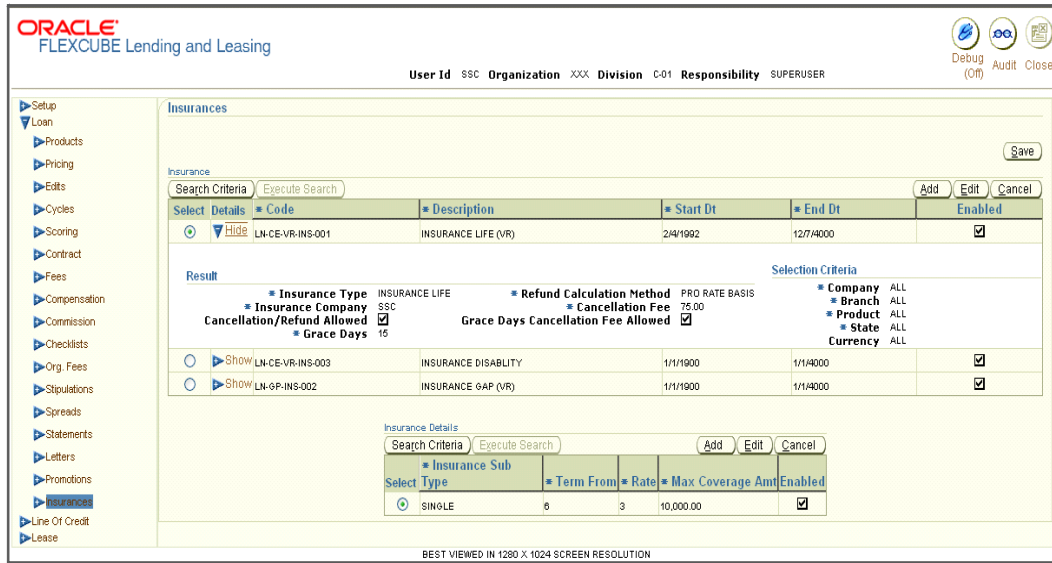 ORACLE'
FLEXCUBE Lending and Leasing
Debug (Off) Audit Close
User Id SSC Organization XXX Division C-01 Responsibility SUPERUSER
Setup
Loan
Products
Pricing
Edits
Cycles
Scoring
Contract
Fees
Compensation
Commission
Checklists
Org. Fees
Stipulations
Spreads
Statements
Letters
Promotions
Insurances
Line Of Credit
Lease
Insurances
Save
Insurance
Search Criteria Execute Search Add Edit Cancel
Select Details * Code * Description * Start Dt * End Dt Enabled
Hide LN-CE-VR-INS-001 INSURANCE LIFE (VR) 2/4/1992 12/7/4000
Result
* Insurance Type INSURANCE LIFE * Refund Calculation Method PRO RATE BASIS
* Insurance Company SSC * Cancellation Fee 75.00
Cancellation/Refund Allowed Grace Days Cancellation Fee Allowed
* Grace Days 15
Selection Criteria
* Company ALL
* Branch ALL
* Product ALL
* State ALL
Currency ALL
Show LN-CE-VR-INS-003 INSURANCE DISABLITY 1/1/1900 1/1/4000
Show LN-GP-INS-002 INSURANCE GAP (VR) 1/1/1900 1/1/4000
Insurance Details
Search Criteria Execute Search Add Edit Cancel
Select * Insurance Sub Type * Term From * Rate * Max Coverage Amt Enabled
SINGLE 6 3 10,000.00
BEST VIEWED IN 1280 X 1024 SCREEN RESOLUTION